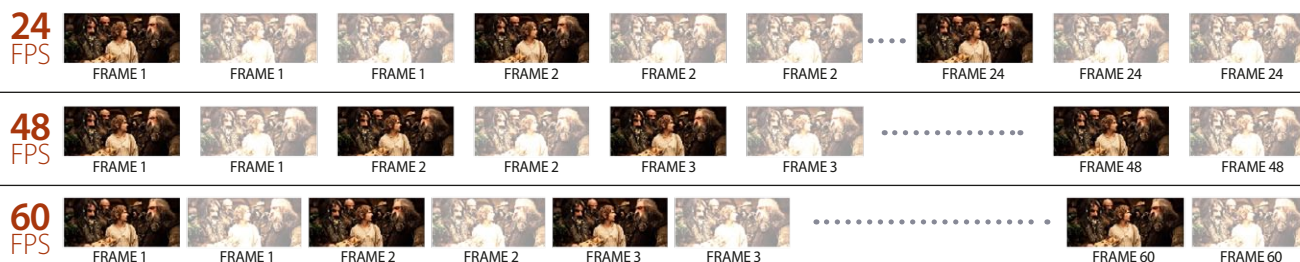 24
FPS
FRAME 1 FRAME 1 FRAME 1 FRAME 2 FRAME 2 FRAME 2 FRAME 24 FRAME 24 FRAME 24
48
FPS
FRAME 1 FRAME 1 FRAME 2 FRAME 2 FRAME 3 FRAME 3 FRAME 48 FRAME 48
60
FPS
FRAME 1 FRAME 1 FRAME 2 FRAME 2 FRAME 3 FRAME 3 FRAME 60 FRAME 60